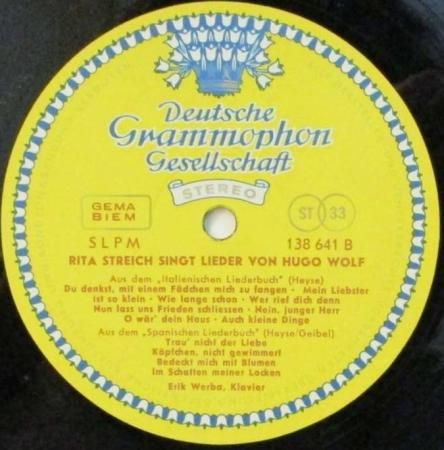 Deutsche
Grammophon
Gesellschaft
STEREO
GEMA
BIEM
ST 33
SLPM 138 641 B
RITA STREICH SINGT LIEDER VON HUGO WOLF
Aus dem „Italienischen Liederbuch" (Heyse)
Du denkst, mit einem Fädchen mich zu fangen · Mein Liebster
ist so klein · Wie lange schon · Wer rief dich denn
Nun lass uns Frieden schliessen · Nein, junger Herr
O wär' dein Haus · Auch kleine Dinge
Aus dem „Spanischen Liederbuch" (Heyse/Geibel)
Trau' nicht der Liebe
Köpfchen, nicht gewimmert
Bedeckt mich mit Blumen
Im Schatten meiner Locken
Erik Werba, Klavier